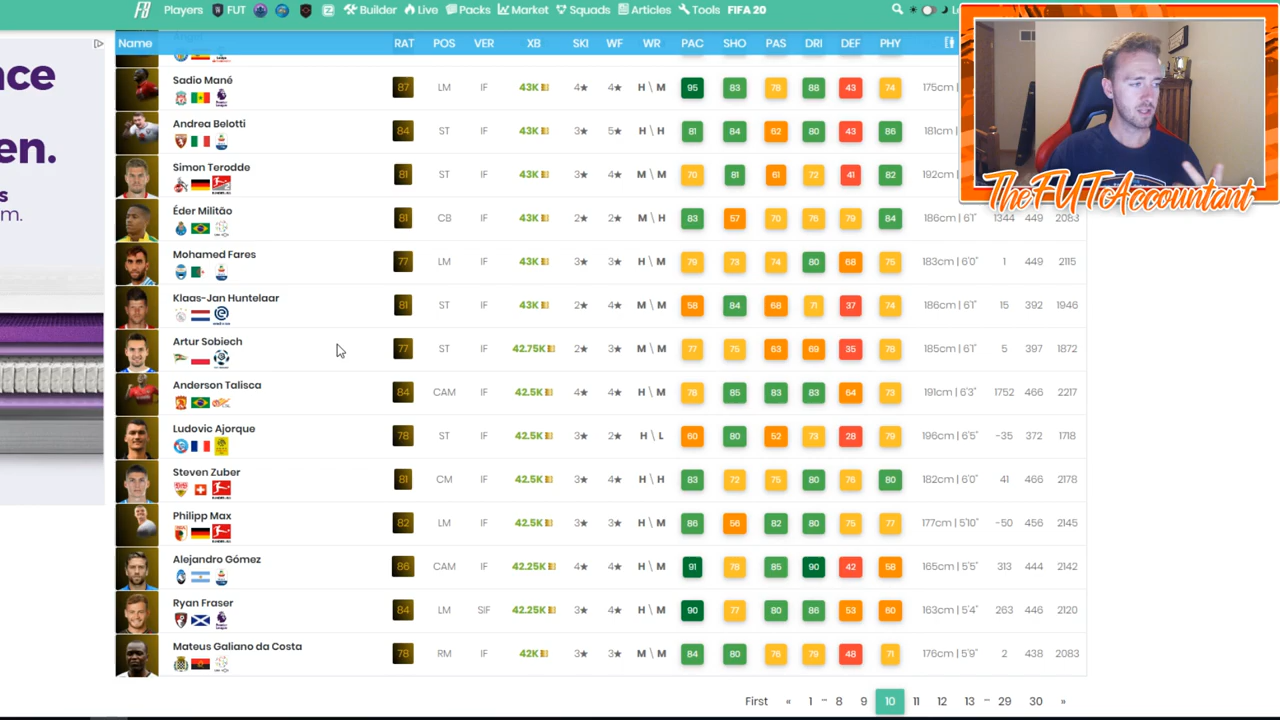 Players FUT Builder Live Packs Market Squads Articles Tools FIFA 20
Name RAT POS VER XB SKI WF WR PAC SHO PAS DRI DEF PHY
nce
en.
s
m.
Sadio Mané 87 LM IF 43K 4★ 4★ H \ M 95 83 78 88 43 74 175cm |
Andrea Belotti 84 ST IF 43K 3★ 5★ H \ H 81 84 62 80 43 86 181cm |
Simon Terodde 81 ST IF 43K 3★ 4★ M \ M 70 81 61 72 41 82 192cm |
Éder Militão 81 CB IF 43K 2★ 2★ M \ H 83 57 70 76 79 84 186cm | 6'1" 1344 449 2083
Mohamed Fares 77 LM IF 43K 3★ 3★ H \ M 79 73 74 80 68 75 183cm | 6'0" 1 449 2115
Klaas-Jan Huntelaar 81 ST IF 43K 2★ 4★ M \ M 58 84 68 71 37 74 186cm | 6'1" 15 392 1946
Artur Sobiech 77 ST IF 42.75K 2★ 3★ M \ M 77 75 63 69 35 78 185cm | 6'1" 5 397 1872
Anderson Talisca 84 CAM IF 42.5K 4★ 4★ H \ M 78 85 83 83 64 73 191cm | 6'3" 1752 466 2217
Ludovic Ajorque 78 ST IF 42.5K 3★ 2★ H \ L 60 80 52 73 28 79 196cm | 6'5" -35 372 1718
Steven Zuber 81 CM IF 42.5K 3★ 4★ H \ H 83 72 75 80 76 80 182cm | 6'0" 41 466 2178
Philipp Max 82 LM IF 42.5K 3★ 3★ H \ M 86 56 82 80 75 77 177cm | 5'10" -50 456 2145
Alejandro Gómez 86 CAM IF 42.25K 4★ 4★ H \ M 91 78 85 90 42 58 165cm | 5'5" 313 444 2142
Ryan Fraser 84 LM SIF 42.25K 3★ 4★ H \ M 90 77 80 86 53 60 163cm | 5'4" 263 446 2120
Mateus Galiano da Costa 78 RM IF 42K 3★ 3★ M \ M 84 80 76 79 48 71 176cm | 5'9" 2 438 2083
First « 1 ... 8 9 10 11 12 13 ... 29 30 »
TheFUTAccountant